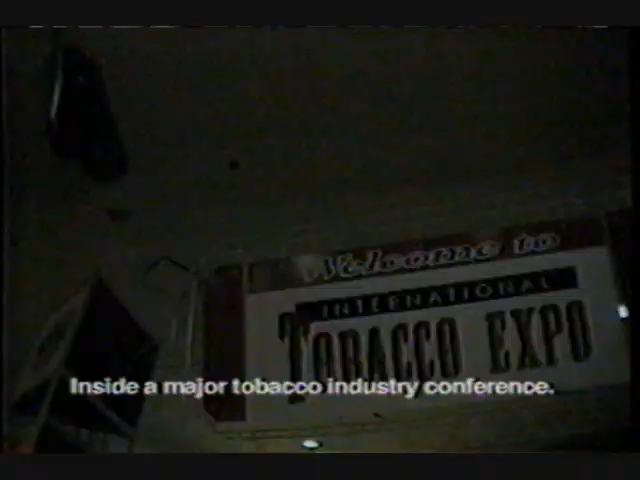 Welcome to
INTERNATIONAL
TOBACCO EXPO
Inside a major tobacco industry conference.